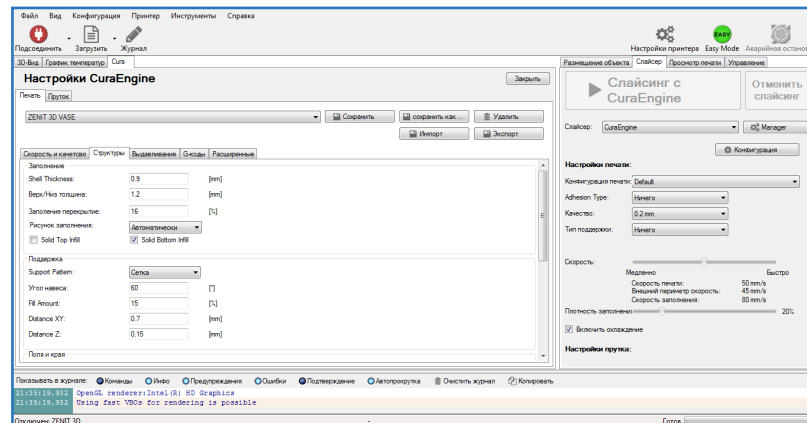 Файл Вид Конфигурация Принтер Инструменты Справка
Подсоединить Загрузить Журнал Настройки принтера Easy Mode Аварийная останов
EASY
3D-Вид График температур Cura Размещение объекта Слайсер Просмотр печати Управление
Настройки CuraEngine Закрыть
Печать Пруток
ZENIT 3D VASE Сохранить сохранить как ... Удалить
Импорт Экспорт
Скорость и качетсво Структуры Выдавливание G-коды Расширенные
Заполнение
Shell Thickness: 0.9 [mm]
Верх/Низ толщина: 1.2 [mm]
Заполение перекрытие: 16 [%]
Рисунок заполнения: Автоматически
Solid Top Infill Solid Bottom Infill
Поддержка
Support Pattern: Сетка
Угол навеса: 60 [°]
Fill Amount: 15 [%]
Distance XY: 0.7 [mm]
Distance Z: 0.15 [mm]
Поля и края
Слайсинг с CuraEngine
Отменить слайсинг
Слайсер: CuraEngine Manager
Конфигурация
Настройки печати:
Конфигурация печати: Default
Adhesion Type: Ничего
Качество: 0.2 mm
Тип поддержки: Ничего
Скорость:
Медленно Быстро
Скорость печати: 50 mm/s
Внешний периметр скорость: 45 mm/s
Скорость заполнения: 80 mm/s
Плотность заполнени 20%
Включить охлаждение
Настройки прутка:
Показывать в журнале: Команды Инфо Предупреждения Ошибки Подтверждение Автопрокрутка Очистить журнал Копировать
21:35:19.932 OpenGL renderer:Intel(R) HD Graphics
21:35:19.932 Using fast VBOs for rendering is possible
Отключен: ZENIT 3D - Готов